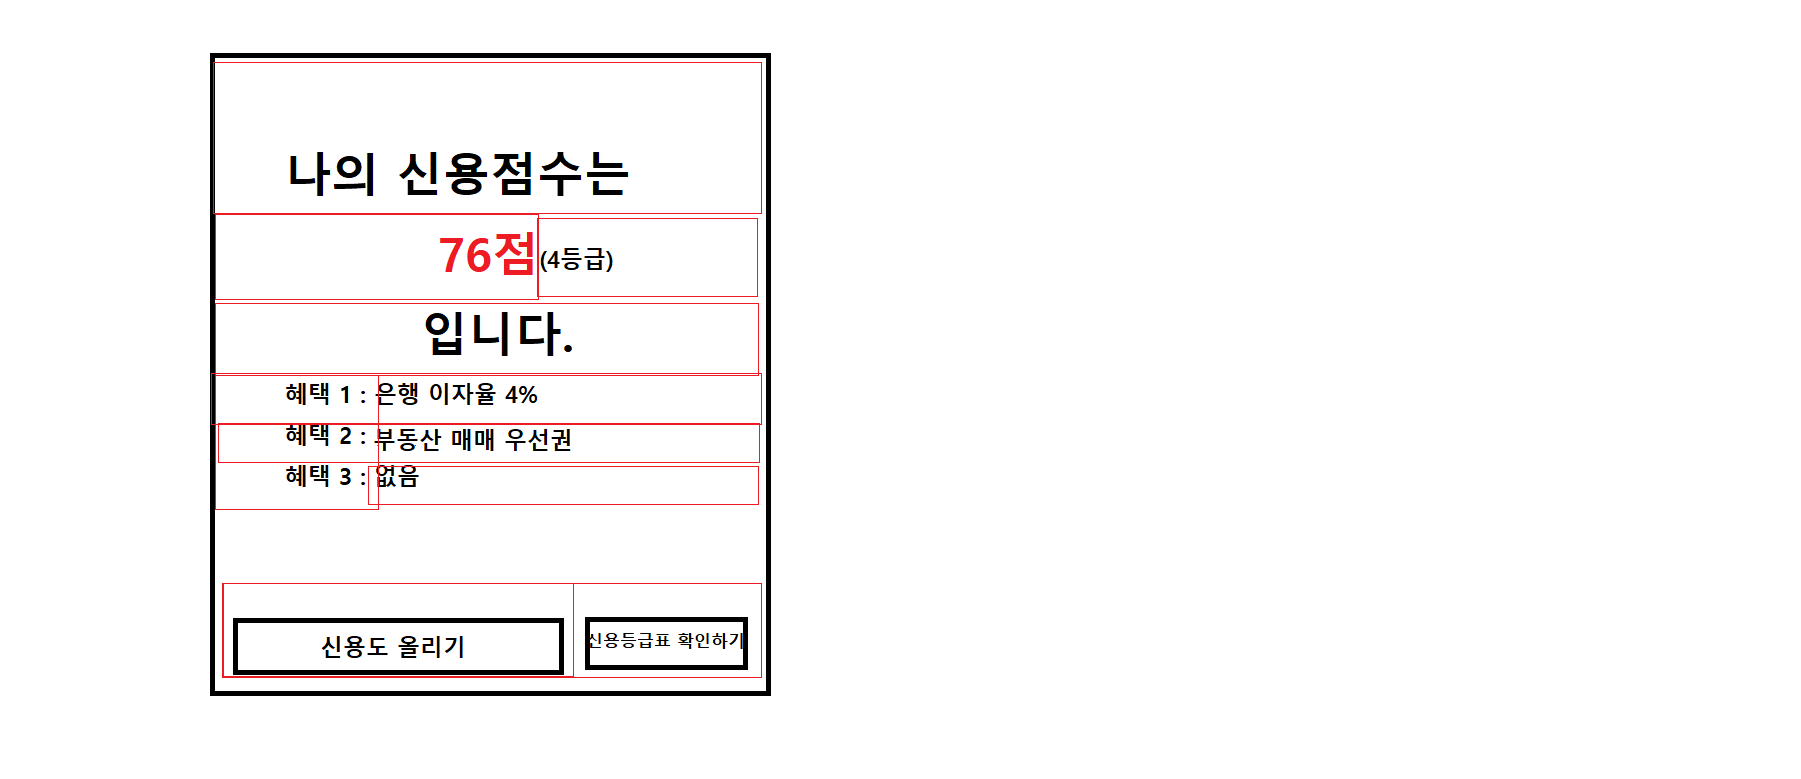 나의 신용점수는
76점(4등급)
입니다.
혜택 1 : 은행 이자율 4%
혜택 2 : 부동산 매매 우선권
혜택 3 : 없음
신용도 올리기
신용등급표 확인하기